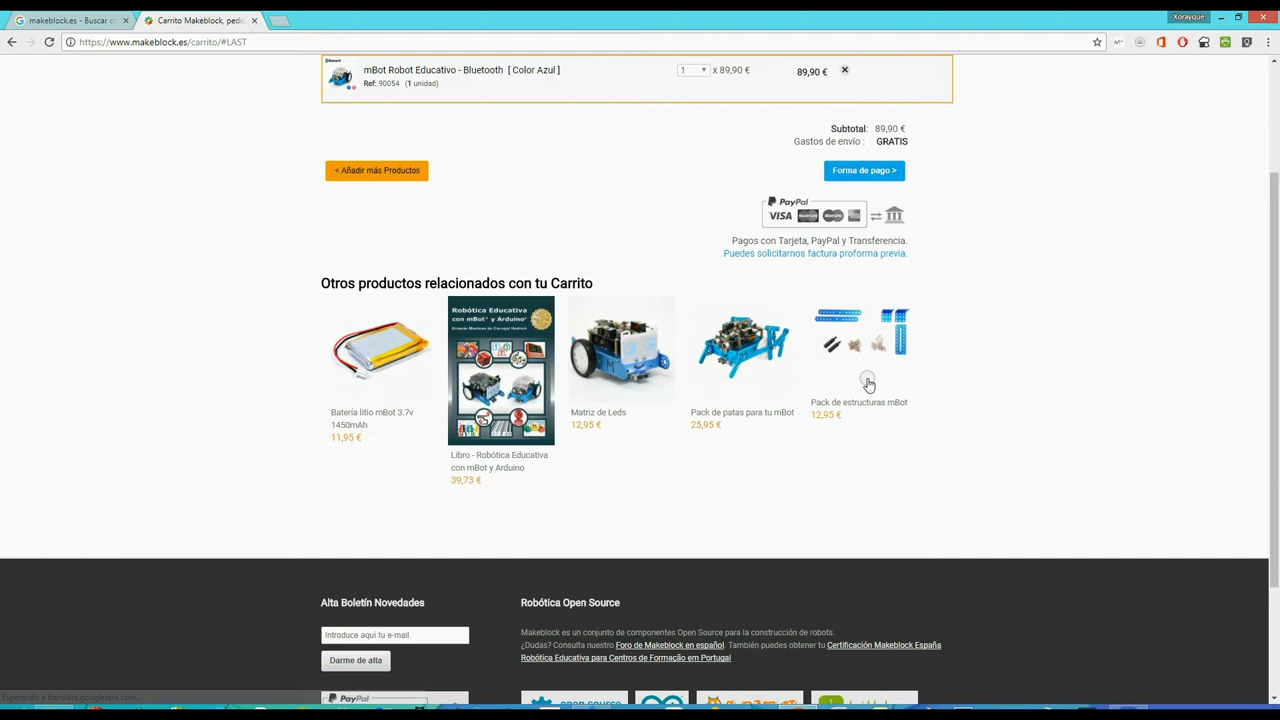 makeblock.es - Buscar co
Carrito Makeblock, pedic
Xorayque
https://www.makeblock.es/carrito/#LAST
mBot Robot Educativo - Bluetooth [ Color Azul ]
1
x 89,90 €
89,90 €
Ref: 90054 (1 unidad)
Subtotal: 89,90 €
Gastos de envío : GRATIS
< Añadir más Productos
Forma de pago >
PayPal
VISA
Maestro
Pagos con Tarjeta, PayPal y Transferencia.
Puedes solicitarnos factura proforma previa.
Otros productos relacionados con tu Carrito
Robótica Educativa
con mBot® y Arduino®
Batería litio mBot 3.7v
1450mAh
11,95 €
Libro - Robótica Educativa
con mBot y Arduino
39,73 €
Matriz de Leds
12,95 €
Pack de patas para tu mBot
25,95 €
Pack de estructuras mBot
12,95 €
Alta Boletín Novedades
Introduce aquí tu e-mail
Darme de alta
Robótica Open Source
Makeblock es un conjunto de componentes Open Source para la construcción de robots.
¿Dudas? Consulta nuestro Foro de Makeblock en español. También puedes obtener tu Certificación Makeblock España
Robótica Educativa para Centros de Formação em Portugal
Esperando a translate.googleapis.com...
PayPal
open source